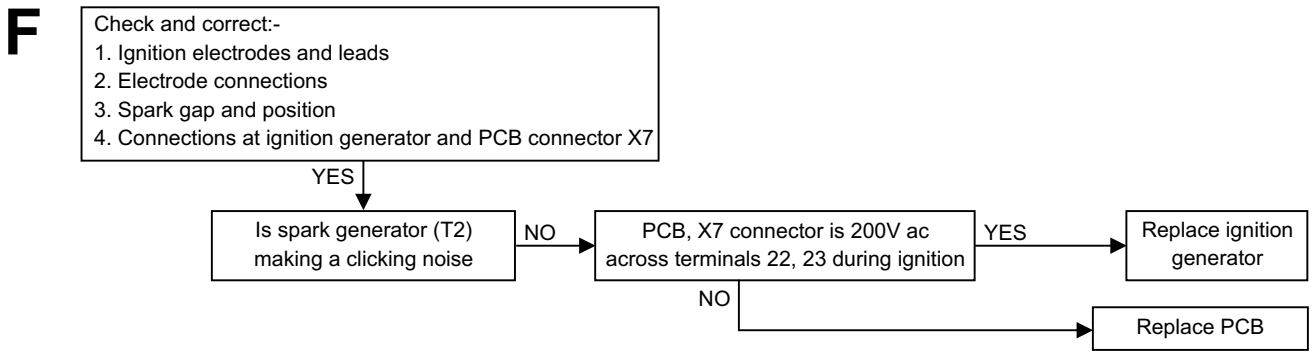 F
Check and correct:-
1. Ignition electrodes and leads
2. Electrode connections
3. Spark gap and position
4. Connections at ignition generator and PCB connector X7
YES
Is spark generator (T2)
making a clicking noise
NO
PCB, X7 connector is 200V ac
across terminals 22, 23 during ignition
YES
Replace ignition
generator
NO
Replace PCB